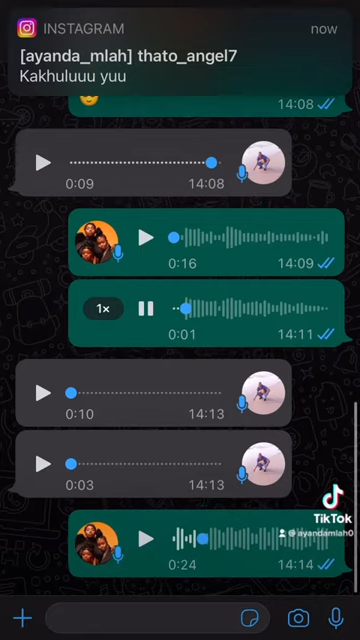 INSTAGRAM
now
[ayanda_mlah] thato_angel7
Kakhuluuu yuu
14:08
0:09
14:08
0:16
14:09
1×
0:01
14:11
0:10
14:13
0:03
14:13
TikTok
@ayandamlah0
0:24
14:14